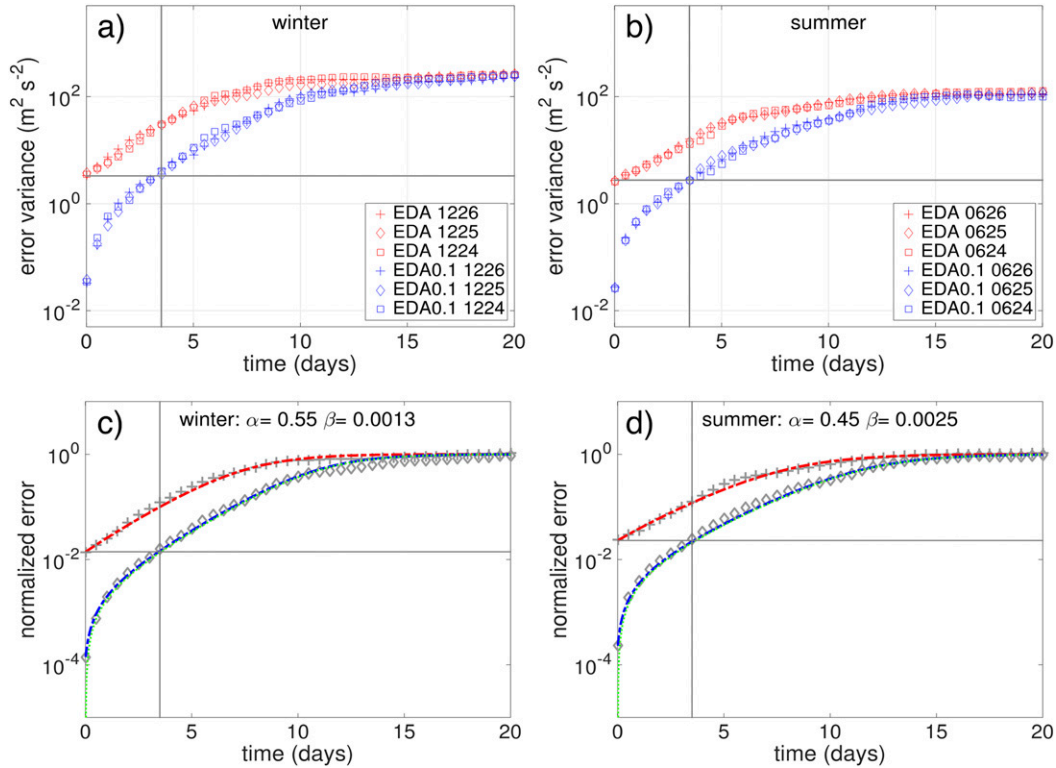 a) winter
error variance (m² s⁻²)
10²
10⁰
10⁻²
EDA 1226
EDA 1225
EDA 1224
EDA0.1 1226
EDA0.1 1225
EDA0.1 1224
0 5 10 15 20
time (days)
b) summer
error variance (m² s⁻²)
10²
10⁰
10⁻²
EDA 0626
EDA 0625
EDA 0624
EDA0.1 0626
EDA0.1 0625
EDA0.1 0624
0 5 10 15 20
time (days)
c) winter: α= 0.55 β= 0.0013
normalized error
10⁰
10⁻²
10⁻⁴
0 5 10 15 20
time (days)
d) summer: α= 0.45 β= 0.0025
normalized error
10⁰
10⁻²
10⁻⁴
0 5 10 15 20
time (days)